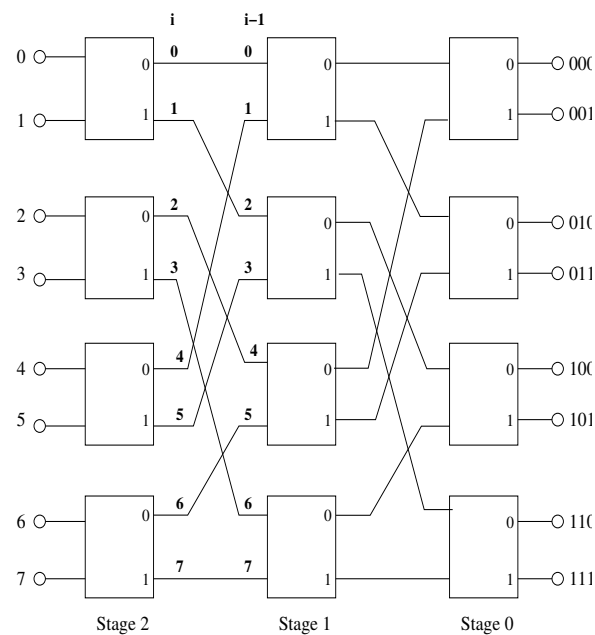 i i–1
0 0 0 0 000
1 1 1 1 1 1 001
2 0 2 2 0 0 010
3 1 3 3 1 1 011
4 4 4 0 0 0 100
5 1 5 5 1 1 101
6 0 6 6 0 0 110
7 1 7 7 1 1 111
Stage 2 Stage 1 Stage 0